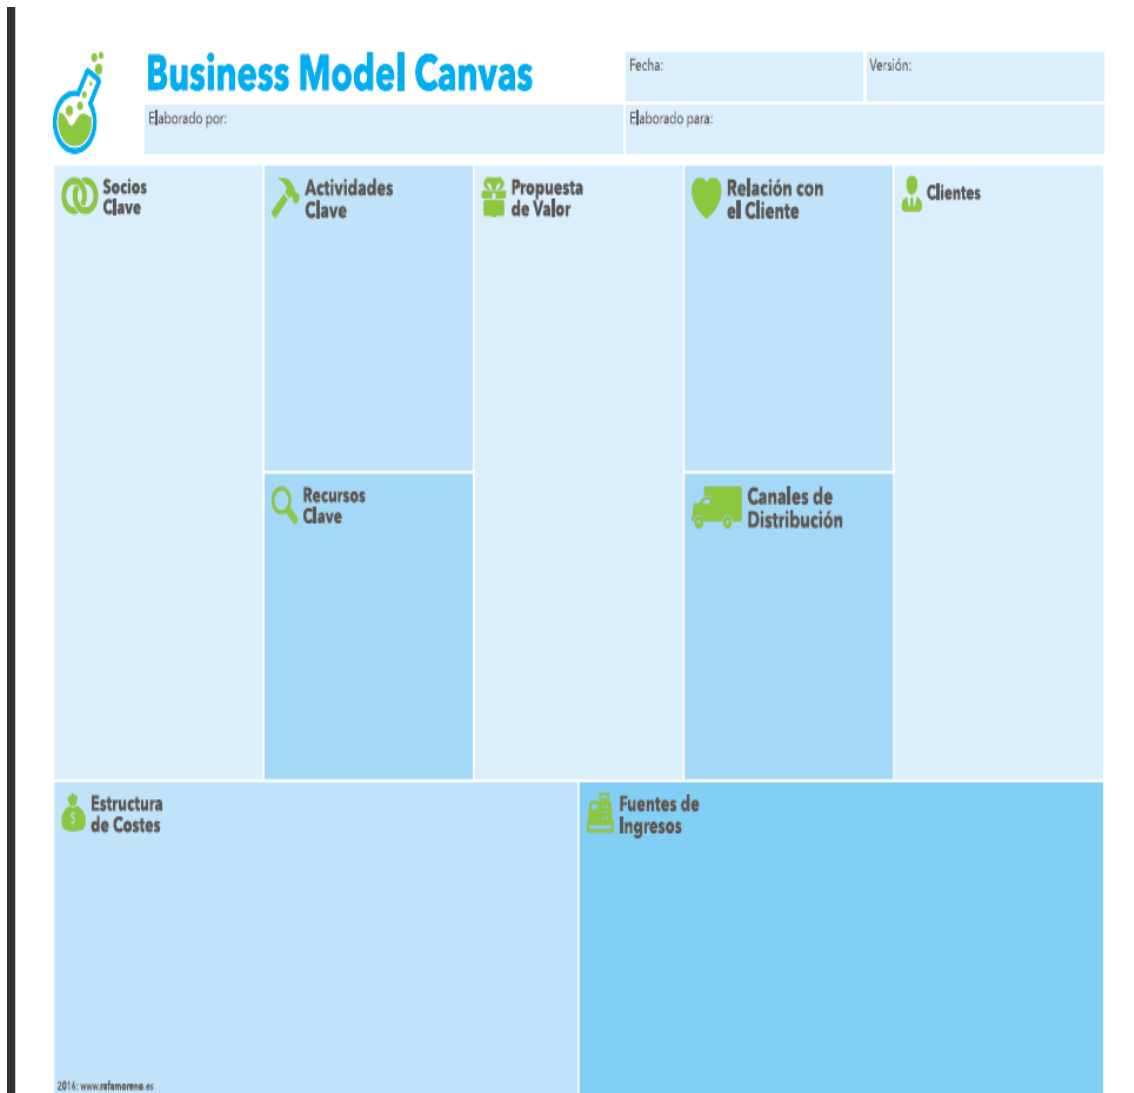 Business Model Canvas
Fecha:
Versión:
Elaborado por:
Elaborado para:
Socios
Clave
Actividades
Clave
Propuesta
de Valor
Relación con
el Cliente
Clientes
Recursos
Clave
Canales de
Distribución
Estructura
de Costes
$
Fuentes de
Ingresos
2016: www.rafamoreno.es